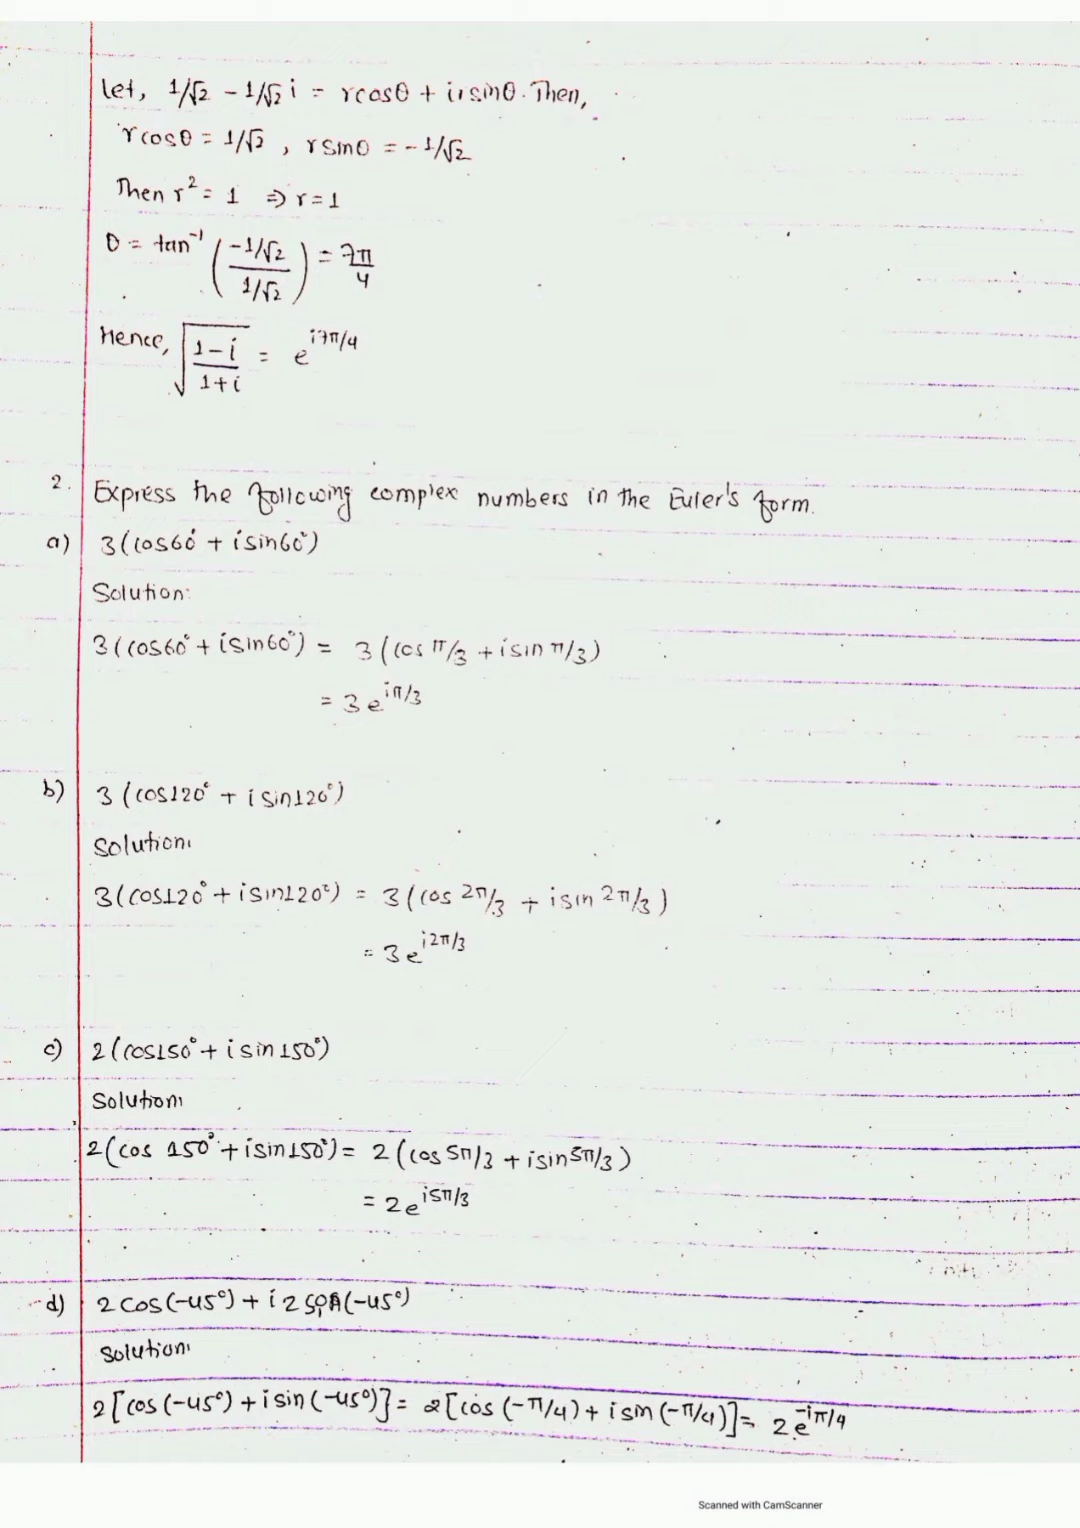 Let, 1/√2 - 1/√2 i = rcosθ + i rsinθ. Then,
rcosθ = 1/√2 , rsinθ = - 1/√2
Then r² = 1 ⇒ r = 1
θ = tan⁻¹ (-1/√2 / 1/√2) = 7π/4
Hence, √(1-i / 1+i) = e^i7π/4
2. Express the following complex numbers in the Euler's form.
a) 3(cos60° + isin60°)
Solution:
3(cos60° + isin60°) = 3(cos π/3 + isin π/3)
= 3e^iπ/3
b) 3(cos120° + isin120°)
Solution:
3(cos120° + isin120°) = 3(cos 2π/3 + isin 2π/3)
= 3e^i2π/3
c) 2(cos150° + isin150°)
Solution:
2(cos 150° + isin150°) = 2(cos5π/3 + isin5π/3)
= 2e^i5π/3
d) 2cos(-45°) + i2sin(-45°)
Solution:
2[cos(-45°) + isin(-45°)] = 2[cos(-π/4) + isin(-π/4)] = 2e^-iπ/4
Scanned with CamScanner